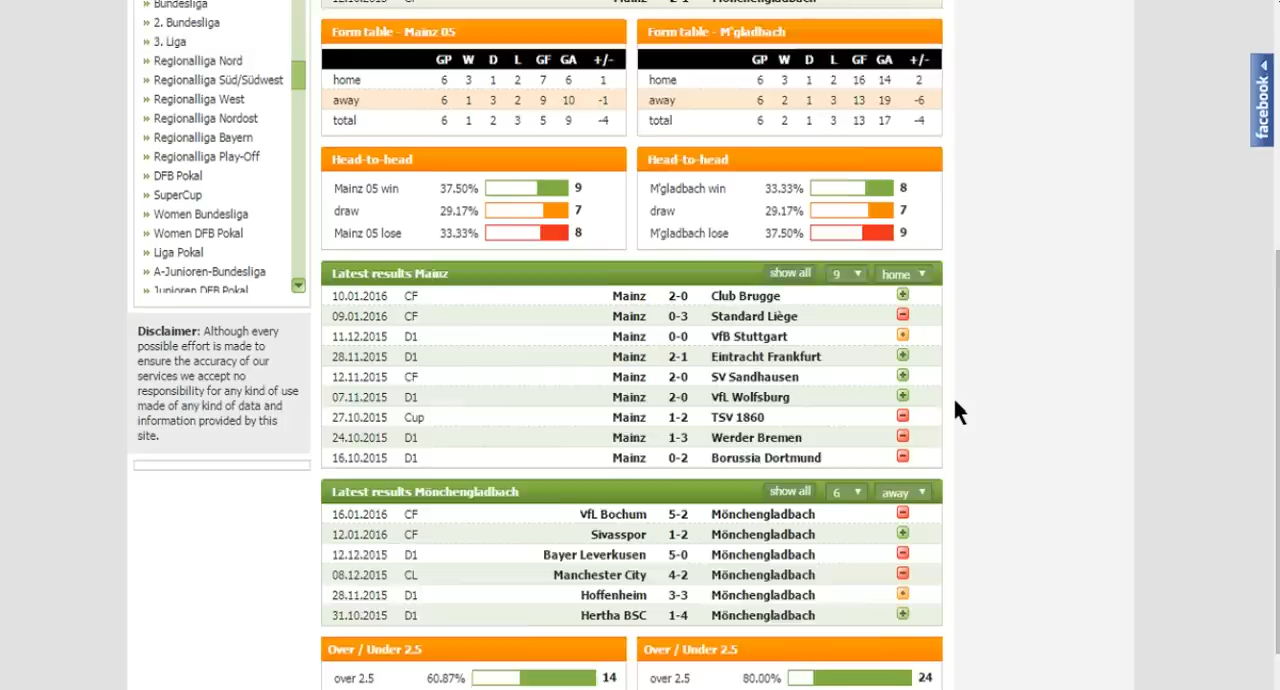 Bundesliga
» 2. Bundesliga
» 3. Liga
» Regionalliga Nord
» Regionalliga Süd/Südwest
» Regionalliga West
» Regionalliga Nordost
» Regionalliga Bayern
» Regionalliga Play-Off
» DFB Pokal
» SuperCup
» Women Bundesliga
» Women DFB Pokal
» Liga Pokal
» A-Junioren-Bundesliga
» Junioren DFB Pokal
Disclaimer: Although every
possible effort is made to
ensure the accuracy of our
services we accept no
responsibility for any kind of use
made of any kind of data and
information provided by this
site.
12.10.2015 CF Mainz 2-1 Mönchengladbach
Form table - Mainz 05
GP W D L GF GA +/-
home 6 3 1 2 7 6 1
away 6 1 3 2 9 10 -1
total 6 1 2 3 5 9 -4
Form table - M'gladbach
GP W D L GF GA +/-
home 6 3 1 2 16 14 2
away 6 2 1 3 13 19 -6
total 6 2 1 3 13 17 -4
Head-to-head
Mainz 05 win 37.50% 9
draw 29.17% 7
Mainz 05 lose 33.33% 8
Head-to-head
M'gladbach win 33.33% 8
draw 29.17% 7
M'gladbach lose 37.50% 9
Latest results Mainz show all 9 home
10.01.2016 CF Mainz 2-0 Club Brugge
09.01.2016 CF Mainz 0-3 Standard Liège
11.12.2015 D1 Mainz 0-0 VfB Stuttgart
28.11.2015 D1 Mainz 2-1 Eintracht Frankfurt
12.11.2015 CF Mainz 2-0 SV Sandhausen
07.11.2015 D1 Mainz 2-0 VfL Wolfsburg
27.10.2015 Cup Mainz 1-2 TSV 1860
24.10.2015 D1 Mainz 1-3 Werder Bremen
16.10.2015 D1 Mainz 0-2 Borussia Dortmund
Latest results Mönchengladbach show all 6 away
16.01.2016 CF VfL Bochum 5-2 Mönchengladbach
12.01.2016 CF Sivasspor 1-2 Mönchengladbach
12.12.2015 D1 Bayer Leverkusen 5-0 Mönchengladbach
08.12.2015 CL Manchester City 4-2 Mönchengladbach
28.11.2015 D1 Hoffenheim 3-3 Mönchengladbach
31.10.2015 D1 Hertha BSC 1-4 Mönchengladbach
Over / Under 2.5
over 2.5 60.87% 14
Over / Under 2.5
over 2.5 80.00% 24
facebook